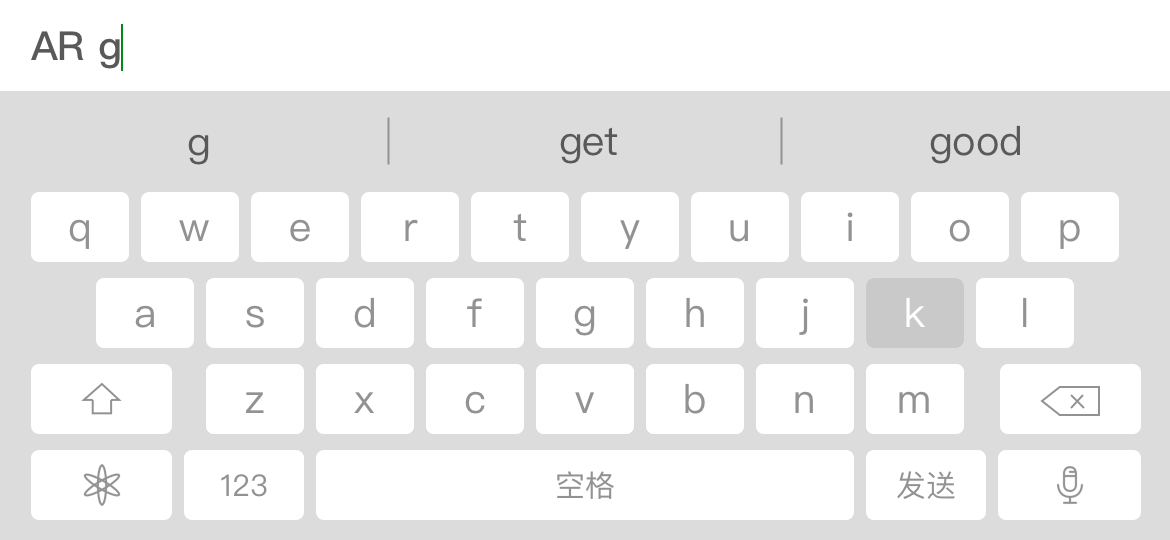 AR g
g get good
q w e r t y u i o p
a s d f g h j k l
z x c v b n m
123 空格 发送